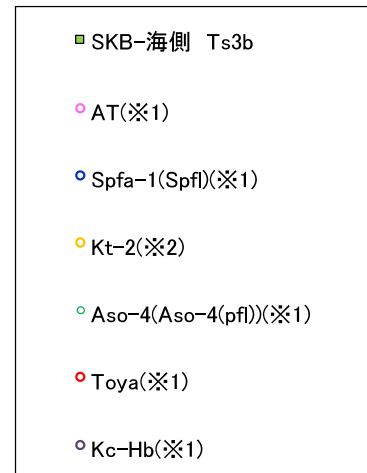 SKB-海側 Ts3b
AT(※1)
Spfa-1(Spfl)(※1)
Kt-2(※2)
Aso-4(Aso-4(pfl))(※1)
Toya(※1)
Kc-Hb(※1)